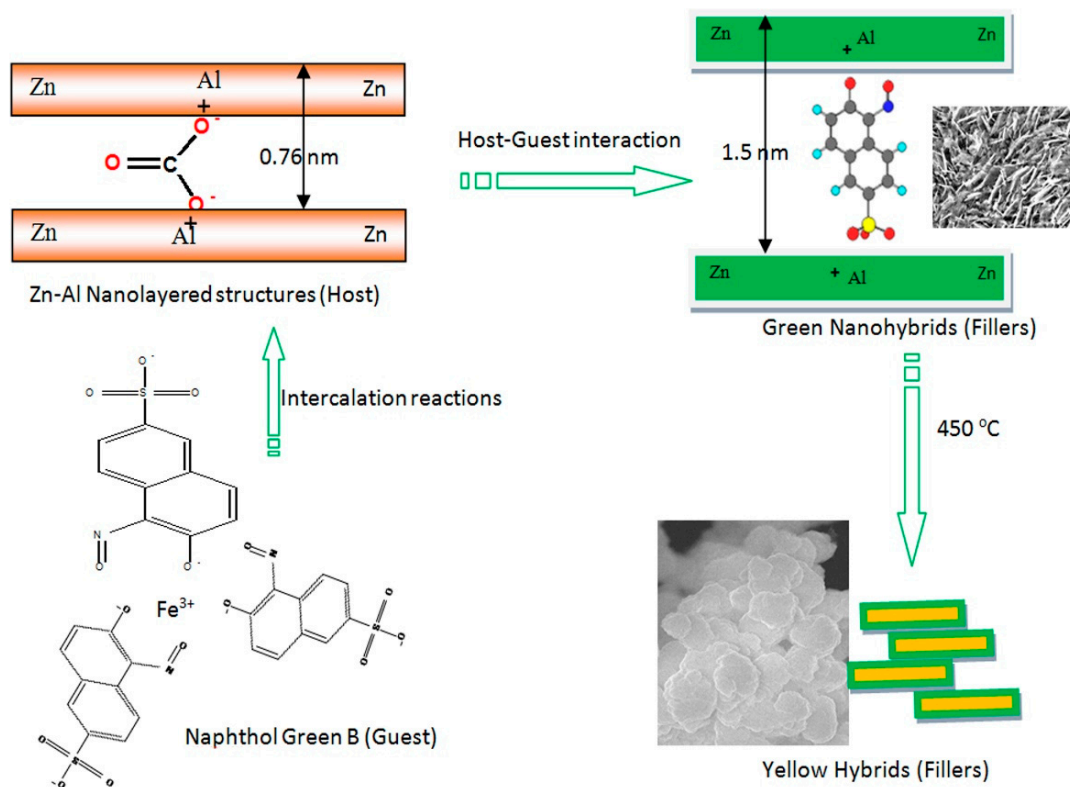 Zn Al Zn
+
O-
O C 0.76 nm
O-
+
Zn Al Zn
Zn-Al Nanolayered structures (Host)
Host-Guest interaction
Zn Al Zn
+
1.5 nm
Zn + Al Zn
Green Nanohybrids (Fillers)
450 °C
Yellow Hybrids (Fillers)
Intercalation reactions
O-
O S O
N
O O-
Fe3+
O N
O-
O
S O-
O
O-
O
N
O
S
O
O-
Naphthol Green B (Guest)